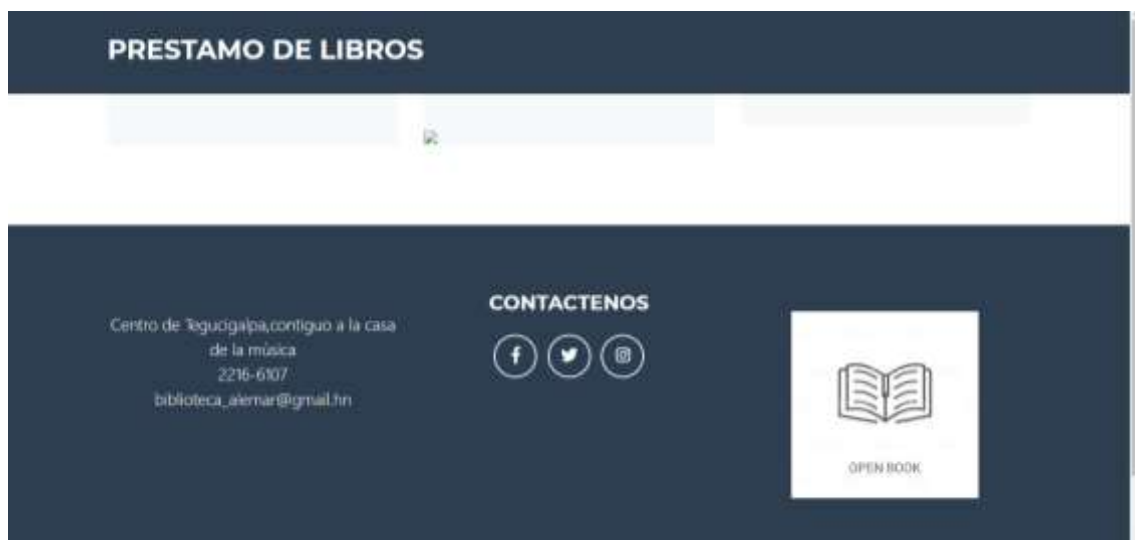 PRESTAMO DE LIBROS
Centro de Tegucigalpa,contiguo a la casa
de la música
2216-6107
biblioteca_alemar@gmail.hn
CONTACTENOS
OPEN BOOK